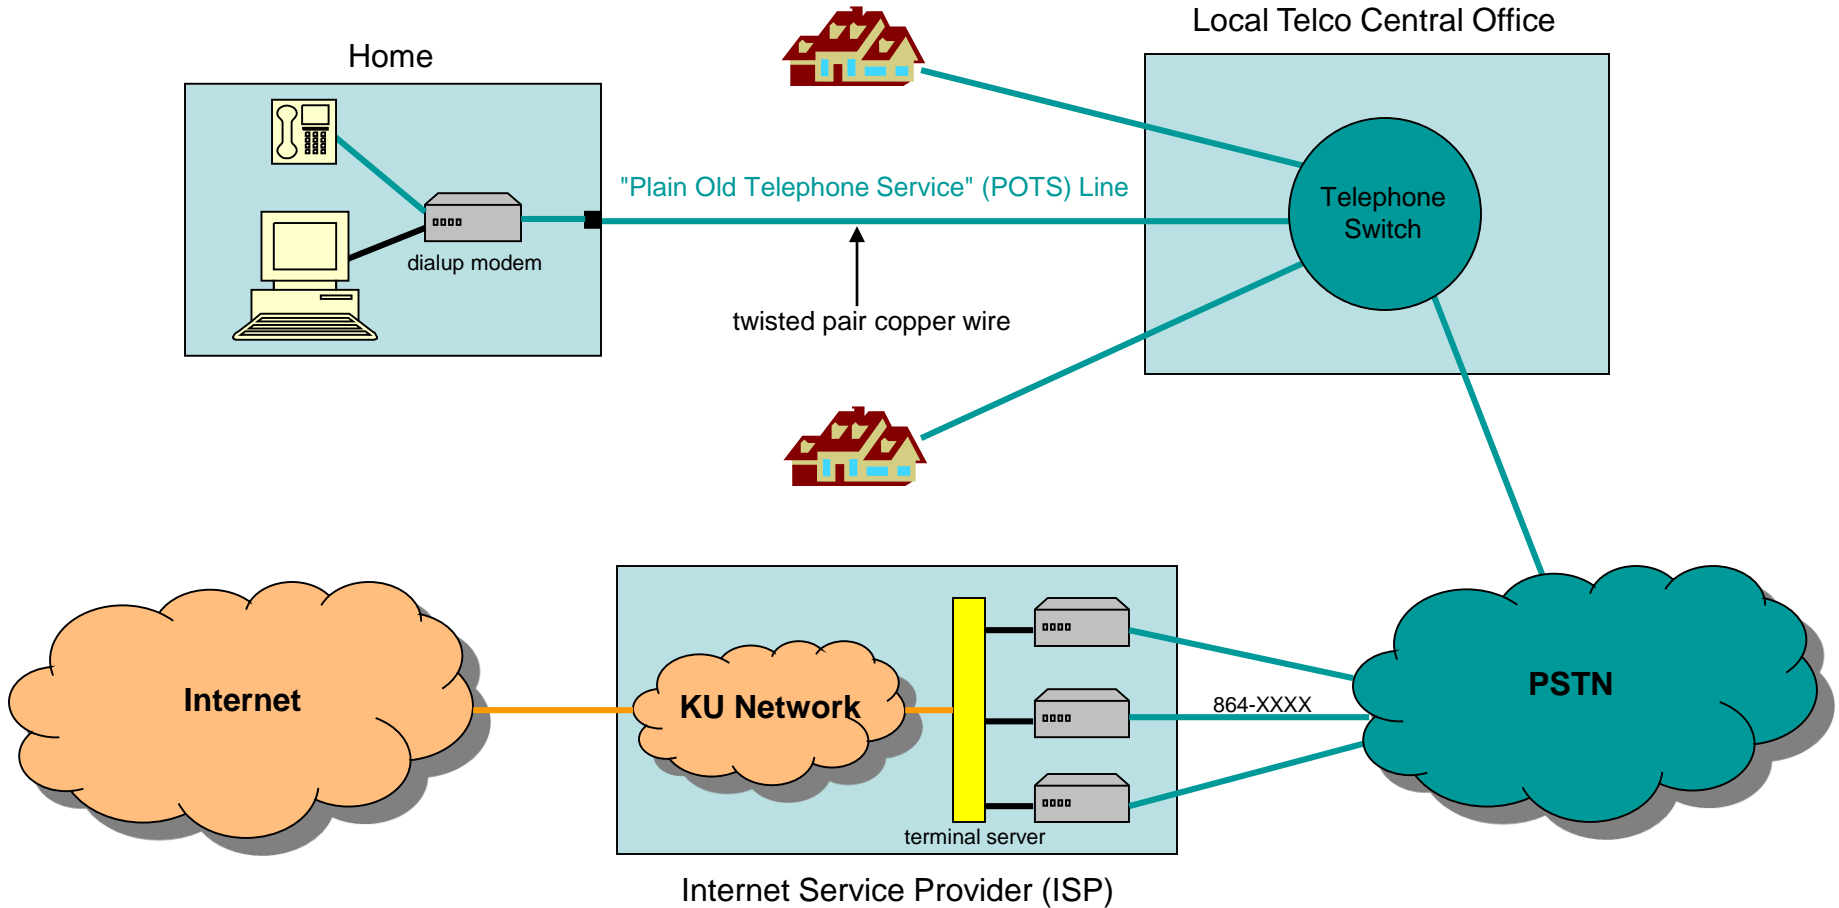 Local Telco Central Office
Home
"Plain Old Telephone Service" (POTS) Line
Telephone
Switch
dialup modem
twisted pair copper wire
Internet
KU Network
864-XXXX
PSTN
terminal server
Internet Service Provider (ISP)